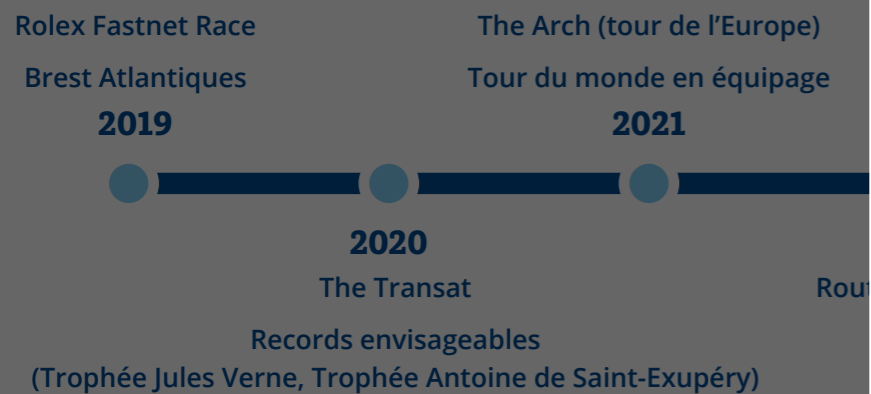 Rolex Fastnet Race
Brest Atlantiques
2019
The Arch (tour de l’Europe)
Tour du monde en équipage
2021
2020
The Transat
Records envisageables
(Trophée Jules Verne, Trophée Antoine de Saint-Exupéry)